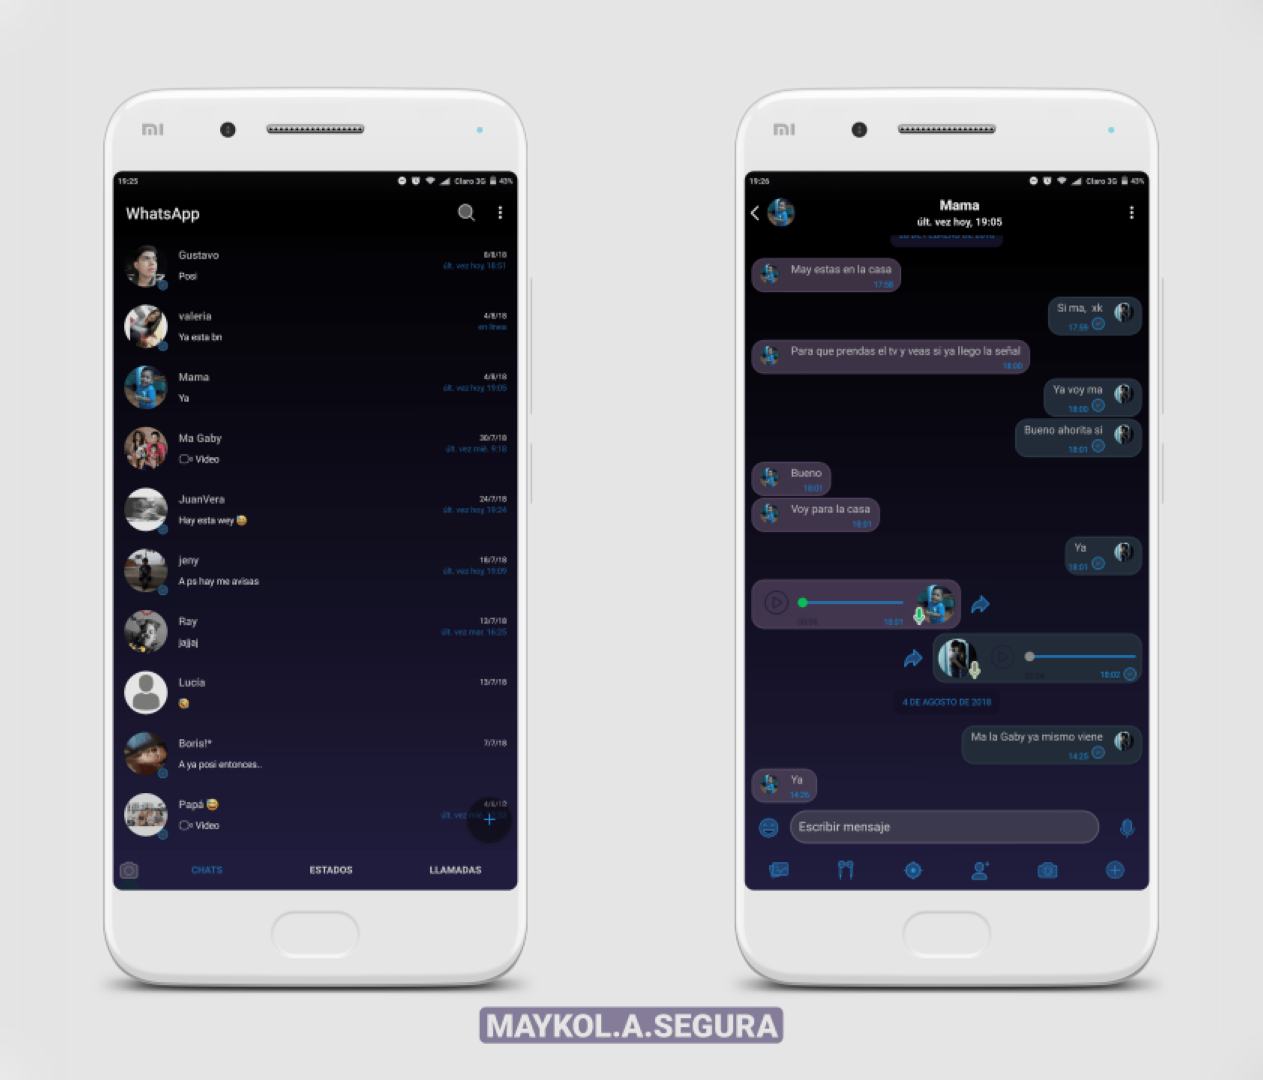 mi
19:25
Claro 3G 43%
WhatsApp
Gustavo
8/8/18
últ. vez hoy, 18:51
Posi
valeria
4/8/18
en línea
Ya esta bn
Mama
4/8/18
últ. vez hoy, 19:05
Ya
Ma Gaby
30/7/18
últ. vez mié. 9:18
Video
JuanVera
24/7/18
últ. vez hoy, 19:24
Hay esta wey 😅
jeny
18/7/18
últ. vez hoy, 19:09
A ps hay me avisas
Ray
13/7/18
últ. vez mar. 16:25
jajjaj
Lucia
13/7/18
Boris!*
7/7/18
A ya posi entonces..
Papá 😅
últ. vez
Video
+
CHATS
ESTADOS
LLAMADAS
mi
19:26
Claro 3G 43%
Mama
últ. vez hoy, 19:05
May estas en la casa
17:58
Si ma, xk
17:59
Para que prendas el tv y veas si ya llego la señal
18:00
Ya voy ma
18:00
Bueno ahorita si
18:01
Bueno
18:01
Voy para la casa
18:01
Ya
18:01
18:01
18:02
4 DE AGOSTO DE 2018
Ma la Gaby ya mismo viene
14:25
Ya
14:26
Escribir mensaje
MAYKOL.A.SEGURA